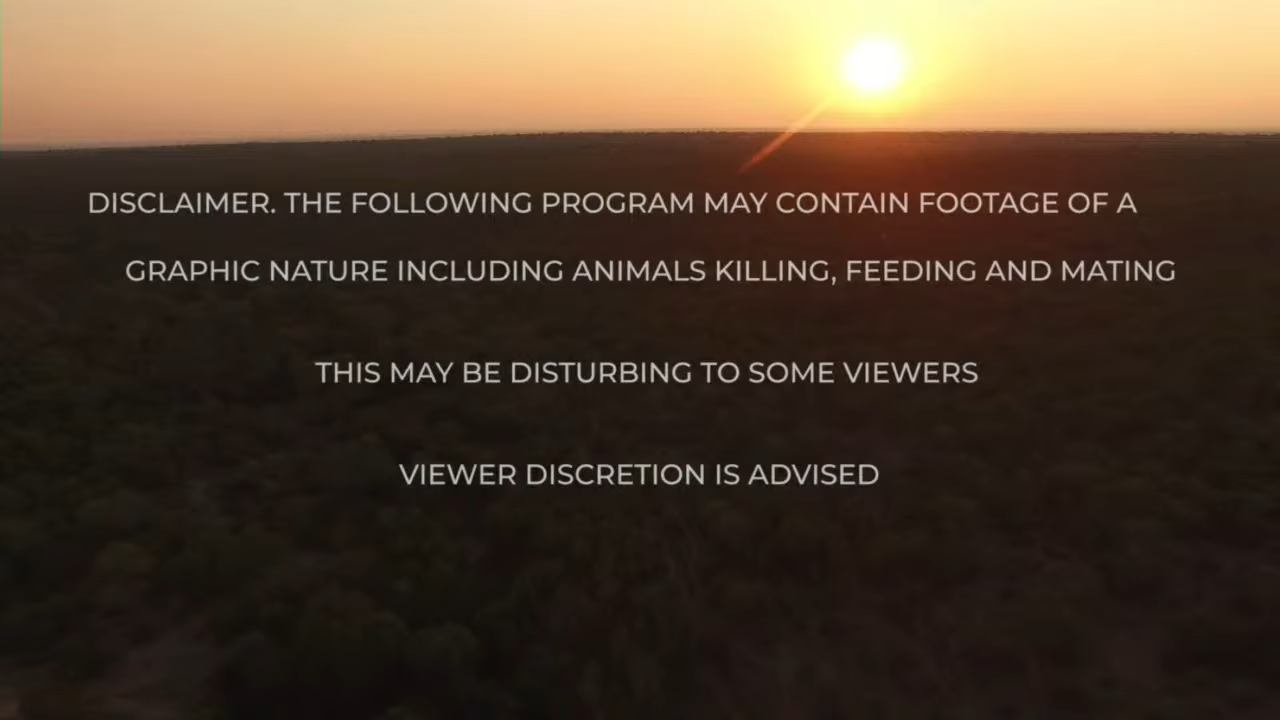 DISCLAIMER. THE FOLLOWING PROGRAM MAY CONTAIN FOOTAGE OF A
GRAPHIC NATURE INCLUDING ANIMALS KILLING, FEEDING AND MATING
THIS MAY BE DISTURBING TO SOME VIEWERS
VIEWER DISCRETION IS ADVISED